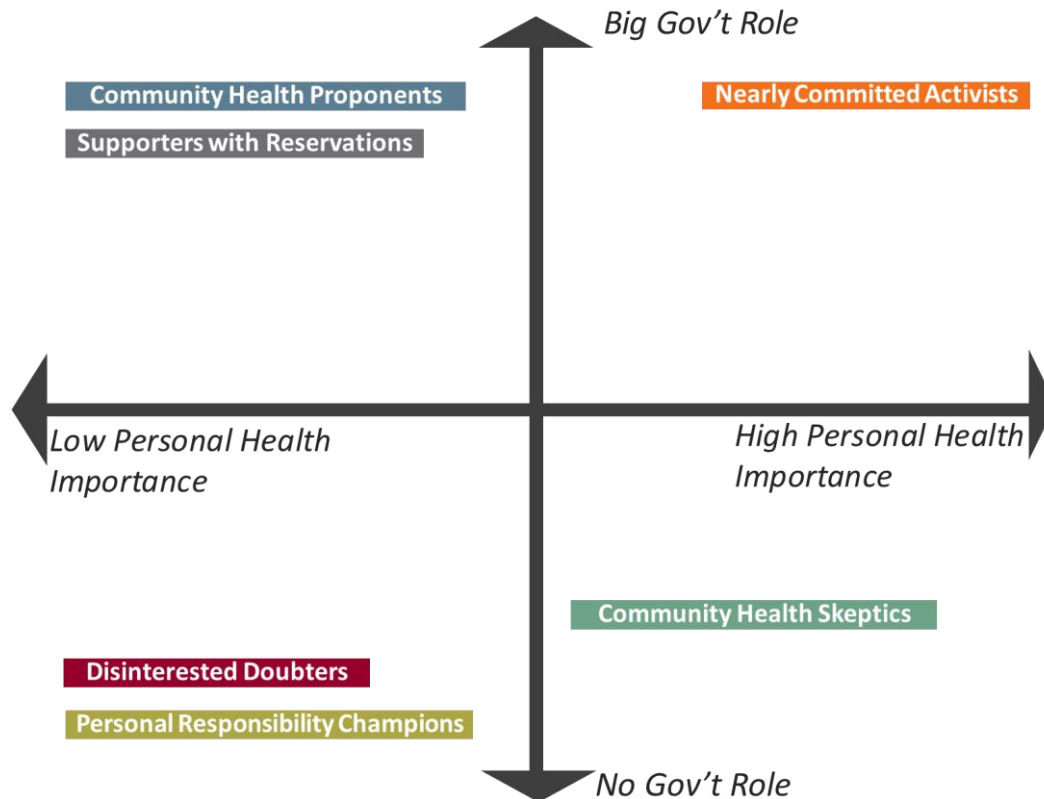 Big Gov't Role
Community Health Proponents
Nearly Committed Activists
Supporters with Reservations
Low Personal Health
Importance
High Personal Health
Importance
Community Health Skeptics
Disinterested Doubters
Personal Responsibility Champions
No Gov't Role